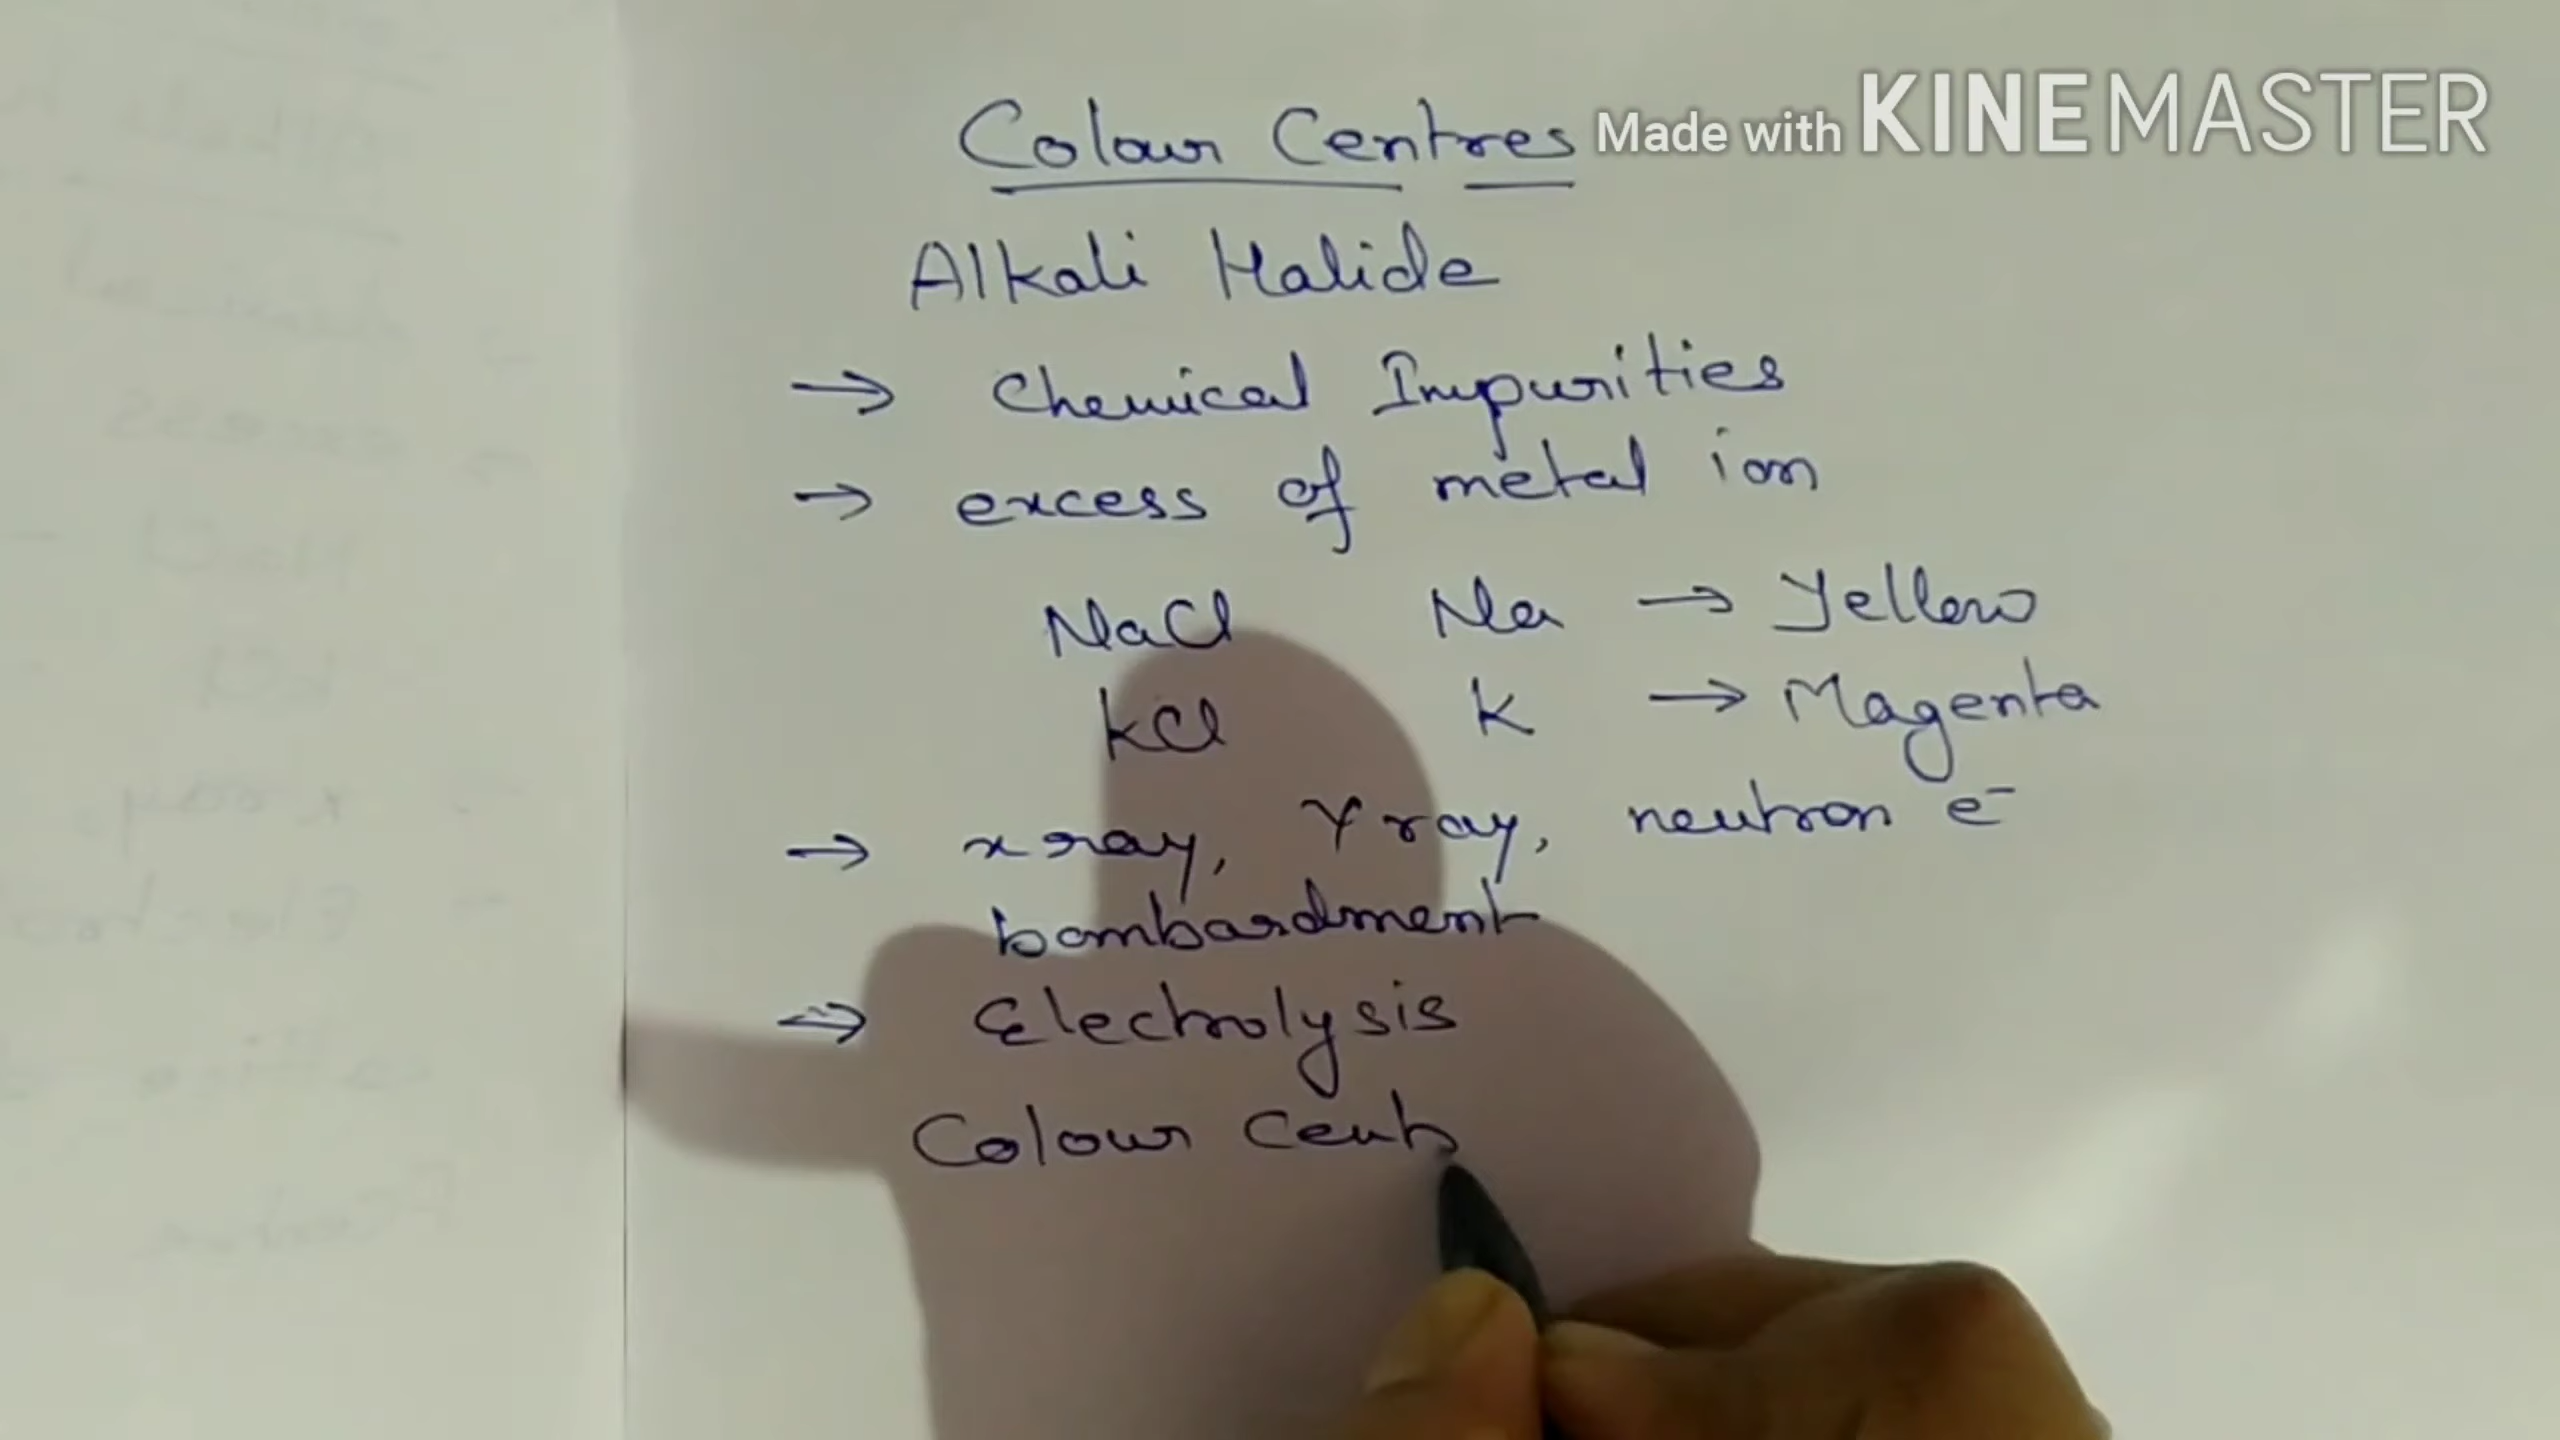 Colour Centres
Made with KINEMASTER
Alkali Halide
→ Chemical Impurities
→ excess of metal ion
NaCl Na → Yellow
KCl K → Magenta
→ x ray, γ ray, neutron e⁻
bombardment
→ Electrolysis
Colour Cent